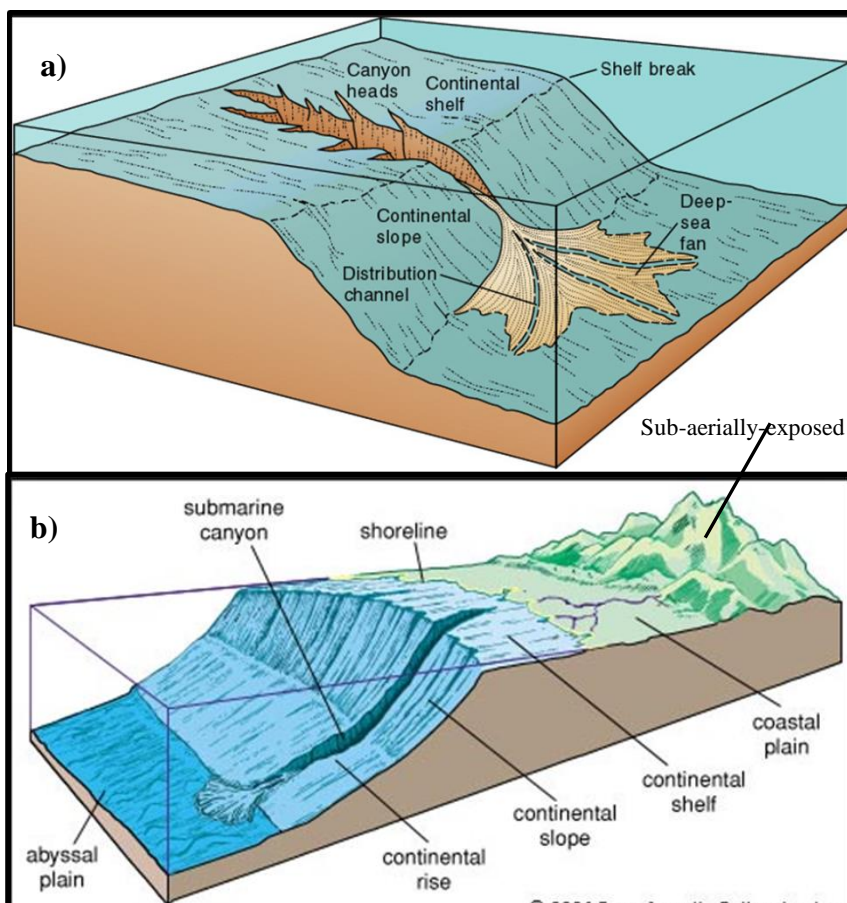 a)
Canyon
heads
Continental
shelf
Shelf break
Continental
slope
Deep-
sea
fan
Distribution
channel
Sub-aerially-exposed
b)
submarine
canyon
shoreline
coastal
plain
continental
shelf
continental
slope
continental
rise
abyssal
plain